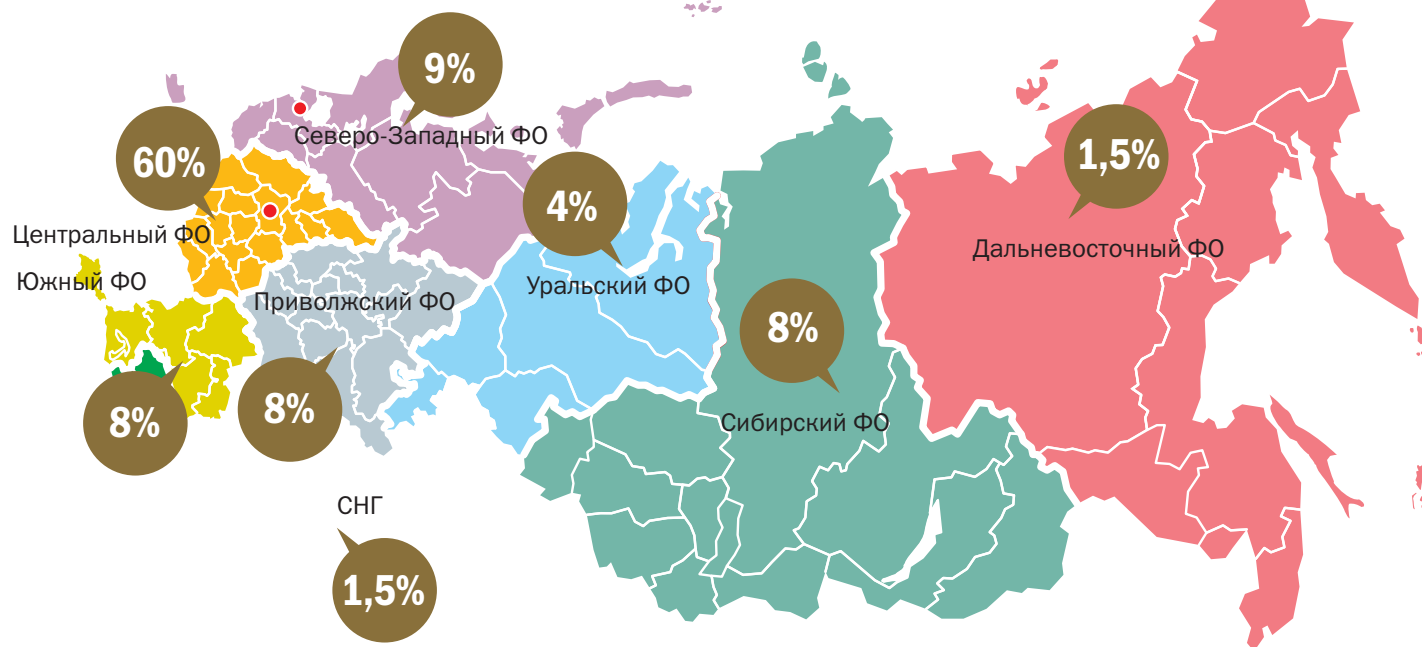 9%
Северо-Западный ФО
60%
1,5%
4%
Центральный ФО
Дальневосточный ФО
Южный ФО
Уральский ФО
Приволжский ФО
8%
8%
8%
Сибирский ФО
СНГ
1,5%